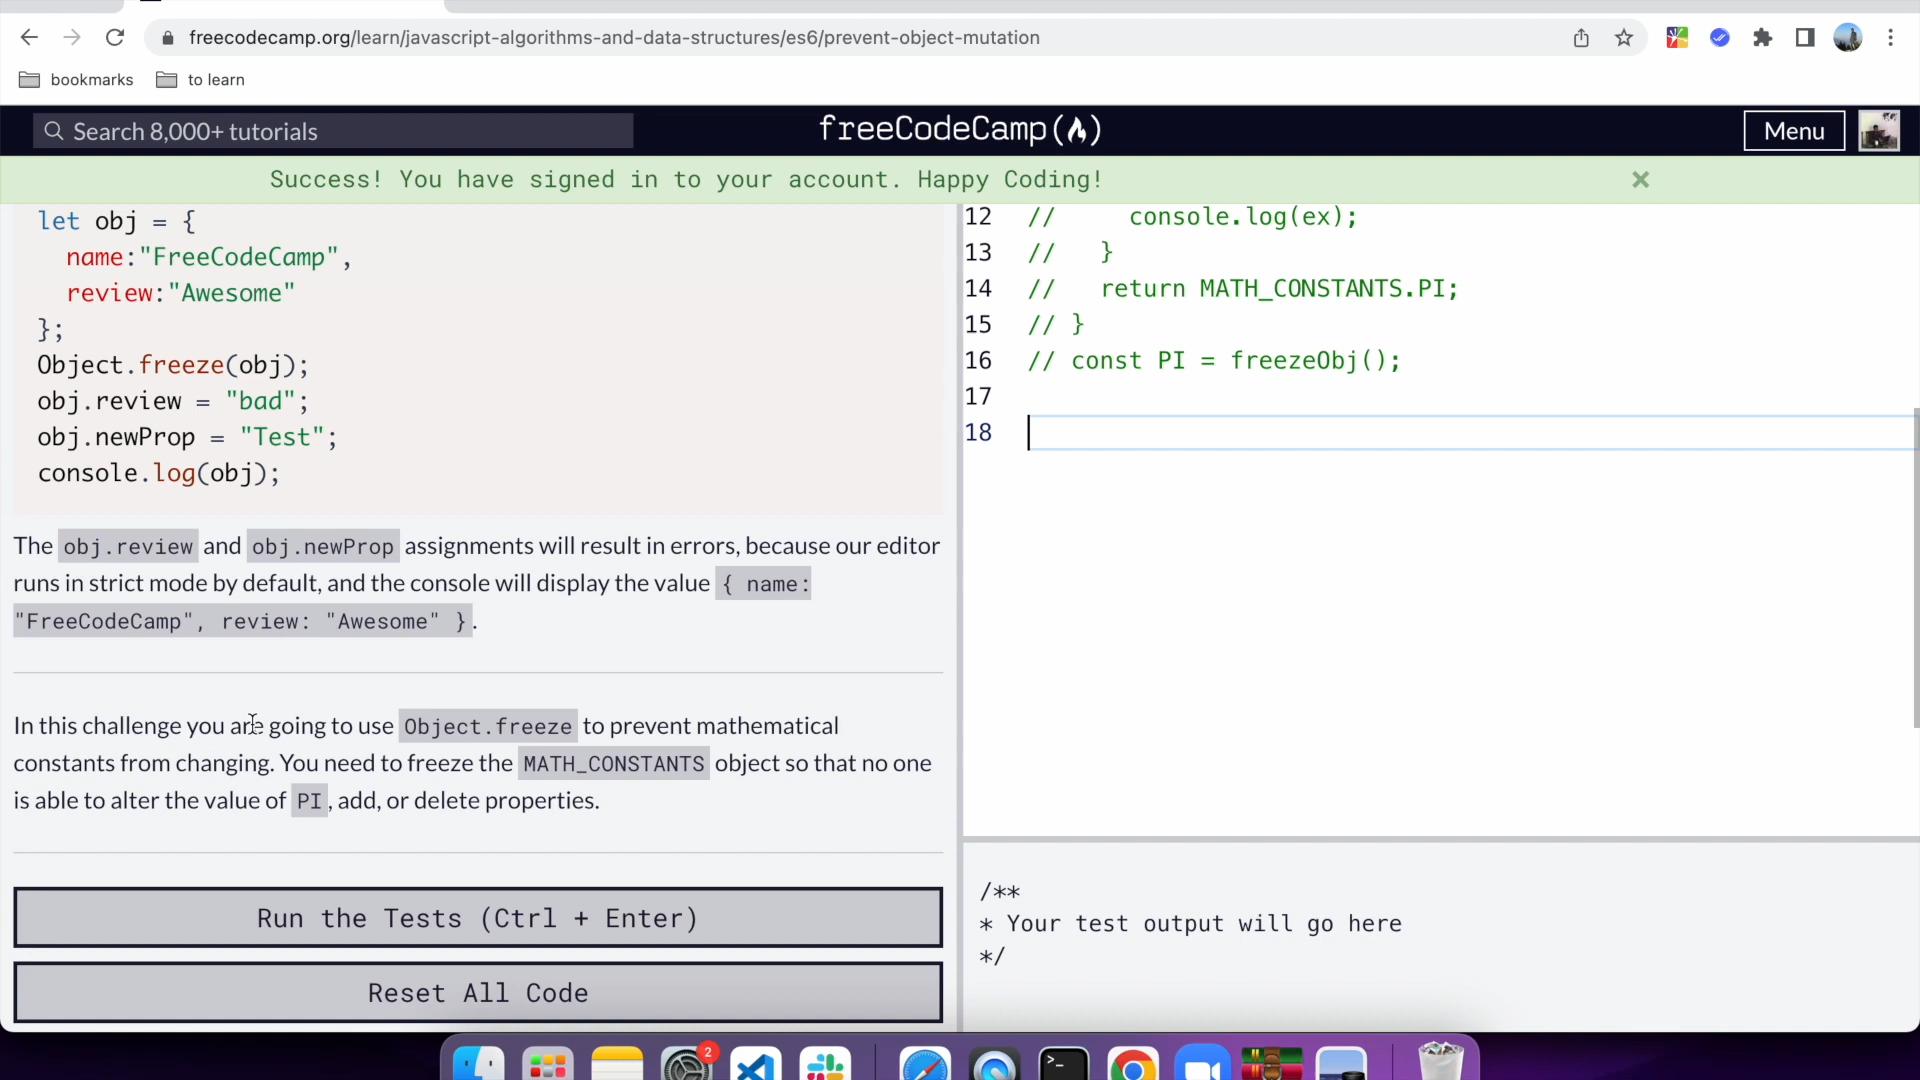 freecodecamp.org/learn/javascript-algorithms-and-data-structures/es6/prevent-object-mutation
bookmarks to learn
Search 8,000+ tutorials
freeCodeCamp(🔥)
Menu
Success! You have signed in to your account. Happy Coding!
×
let obj = {
name:"FreeCodeCamp",
review:"Awesome"
};
Object.freeze(obj);
obj.review = "bad";
obj.newProp = "Test";
console.log(obj);
The obj.review and obj.newProp assignments will result in errors, because our editor
runs in strict mode by default, and the console will display the value { name:
"FreeCodeCamp", review: "Awesome" }.
In this challenge you are going to use Object.freeze to prevent mathematical
constants from changing. You need to freeze the MATH_CONSTANTS object so that no one
is able to alter the value of PI, add, or delete properties.
Run the Tests (Ctrl + Enter)
Reset All Code
12 // console.log(ex);
13 // }
14 // return MATH_CONSTANTS.PI;
15 // }
16 // const PI = freezeObj();
17
18
/**
* Your test output will go here
*/
2
>_